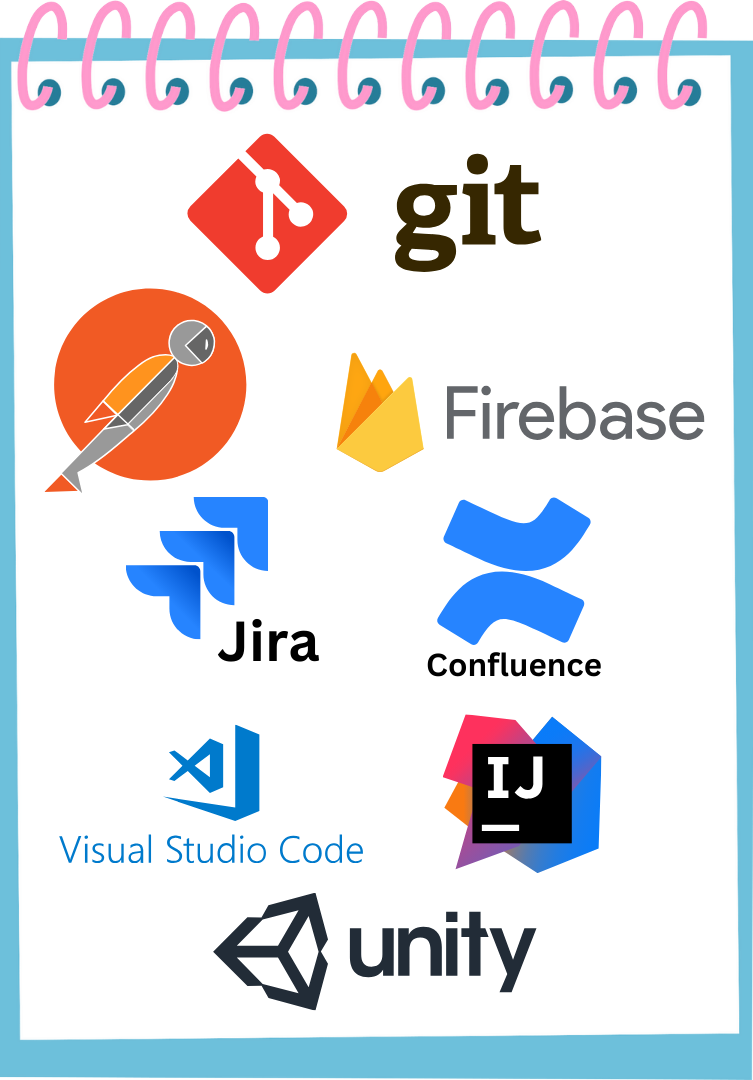 git
Firebase
Jira
Confluence
Visual Studio Code
IJ
unity